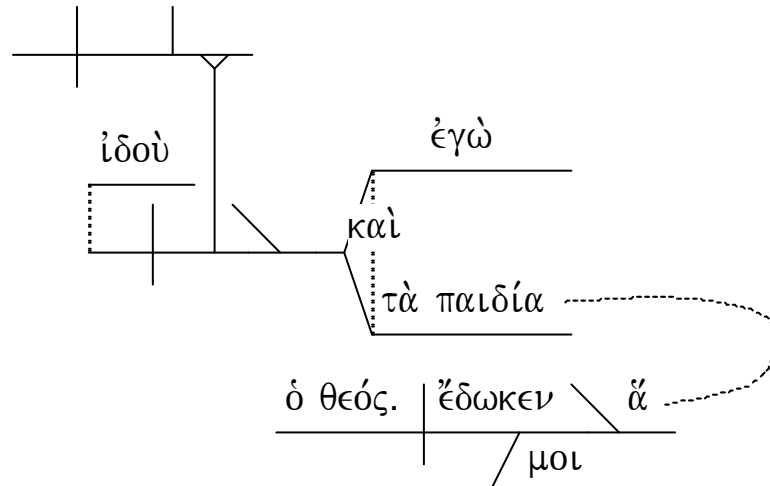 ἰδοὺ
ἐγὼ
καὶ
τὰ παιδία
ὁ θεός. ἔδωκεν ἅ
μοι